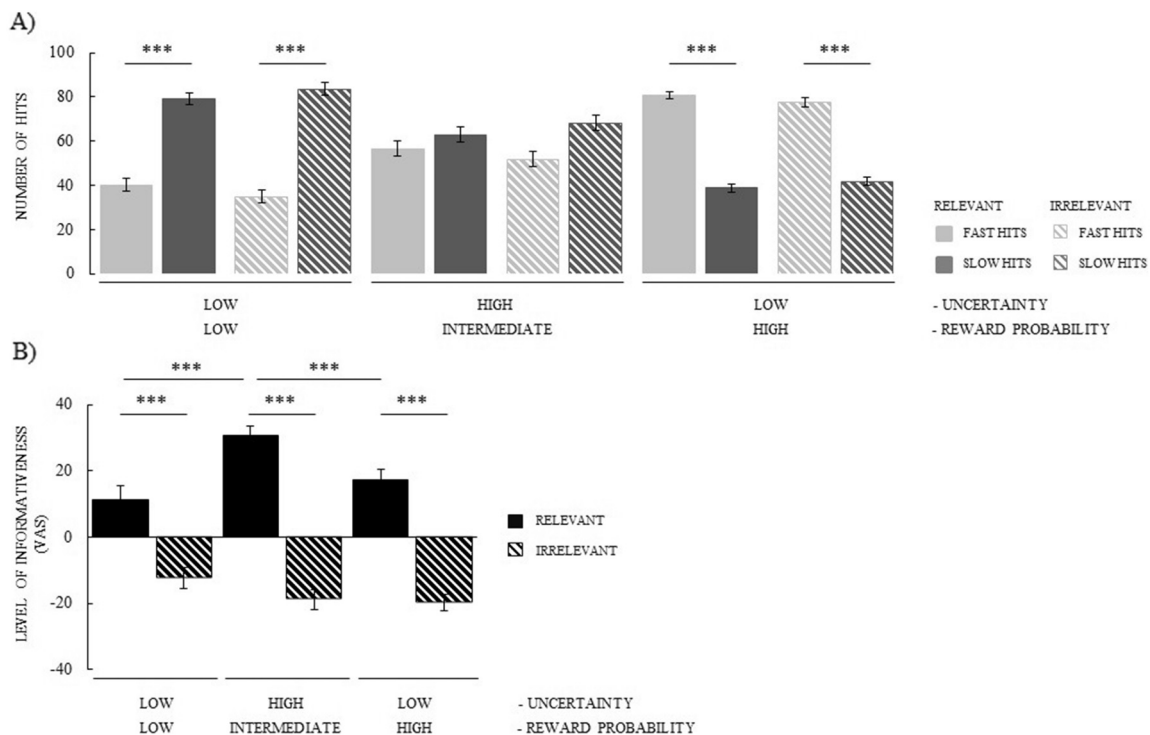 A)
*** *** *** ***
100
80
60
40
20
0
NUMBER OF HITS
RELEVANT IRRELEVANT
FAST HITS FAST HITS
SLOW HITS SLOW HITS
LOW HIGH LOW - UNCERTAINTY
LOW INTERMEDIATE HIGH - REWARD PROBABILITY
B)
*** ***
*** *** ***
40
20
0
-20
-40
LEVEL OF INFORMATIVENESS
(VAS)
RELEVANT
IRRELEVANT
LOW HIGH LOW - UNCERTAINTY
LOW INTERMEDIATE HIGH - REWARD PROBABILITY